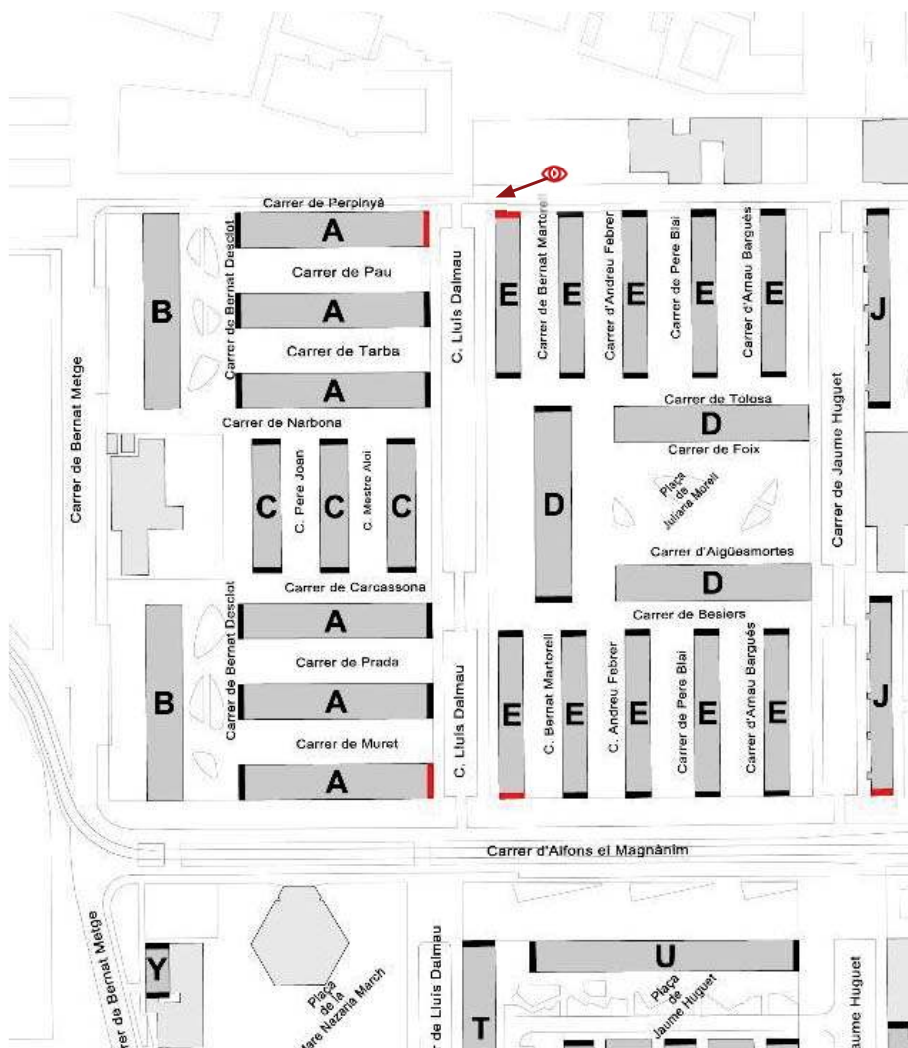 Carrer de Perpinyà
A
Carrer de Pau
A
Carrer de Tarba
A
Carrer de Narbona
B
Carrer de Bernat Desclot
Carrer de Bernat Metge
C. Lluís Dalmau
E
Carrer de Bernat Martorell
E
Carrer d'Andreu Febrer
E
Carrer de Pere Blai
E
Carrer d'Arnau Bargués
E
J
Carrer de Jaume Huguet
Carrer de Tolosa
D
Carrer de Foix
Plaça
de
Juliana Morell
D
Carrer d'Aigüesmortes
D
Carrer de Besiers
C
C. Pere Joan
C
C. Mestre Aloi
C
Carrer de Carcassona
A
Carrer de Prada
A
Carrer de Muret
A
B
Carrer de Bernat Desclot
C. Lluís Dalmau
E
C. Bernat Martorell
E
C. Andreu Febrer
E
Carrer de Pere Blai
E
Carrer d'Arnau Bargués
E
J
Carrer d'Alfons el Magnànim
rer de Bernat Metge
Y
Plaça
de la
Mare Nazaria March
r de Lluís Dalmau
T
U
Plaça
de
Jaume Huguet
aume Huguet